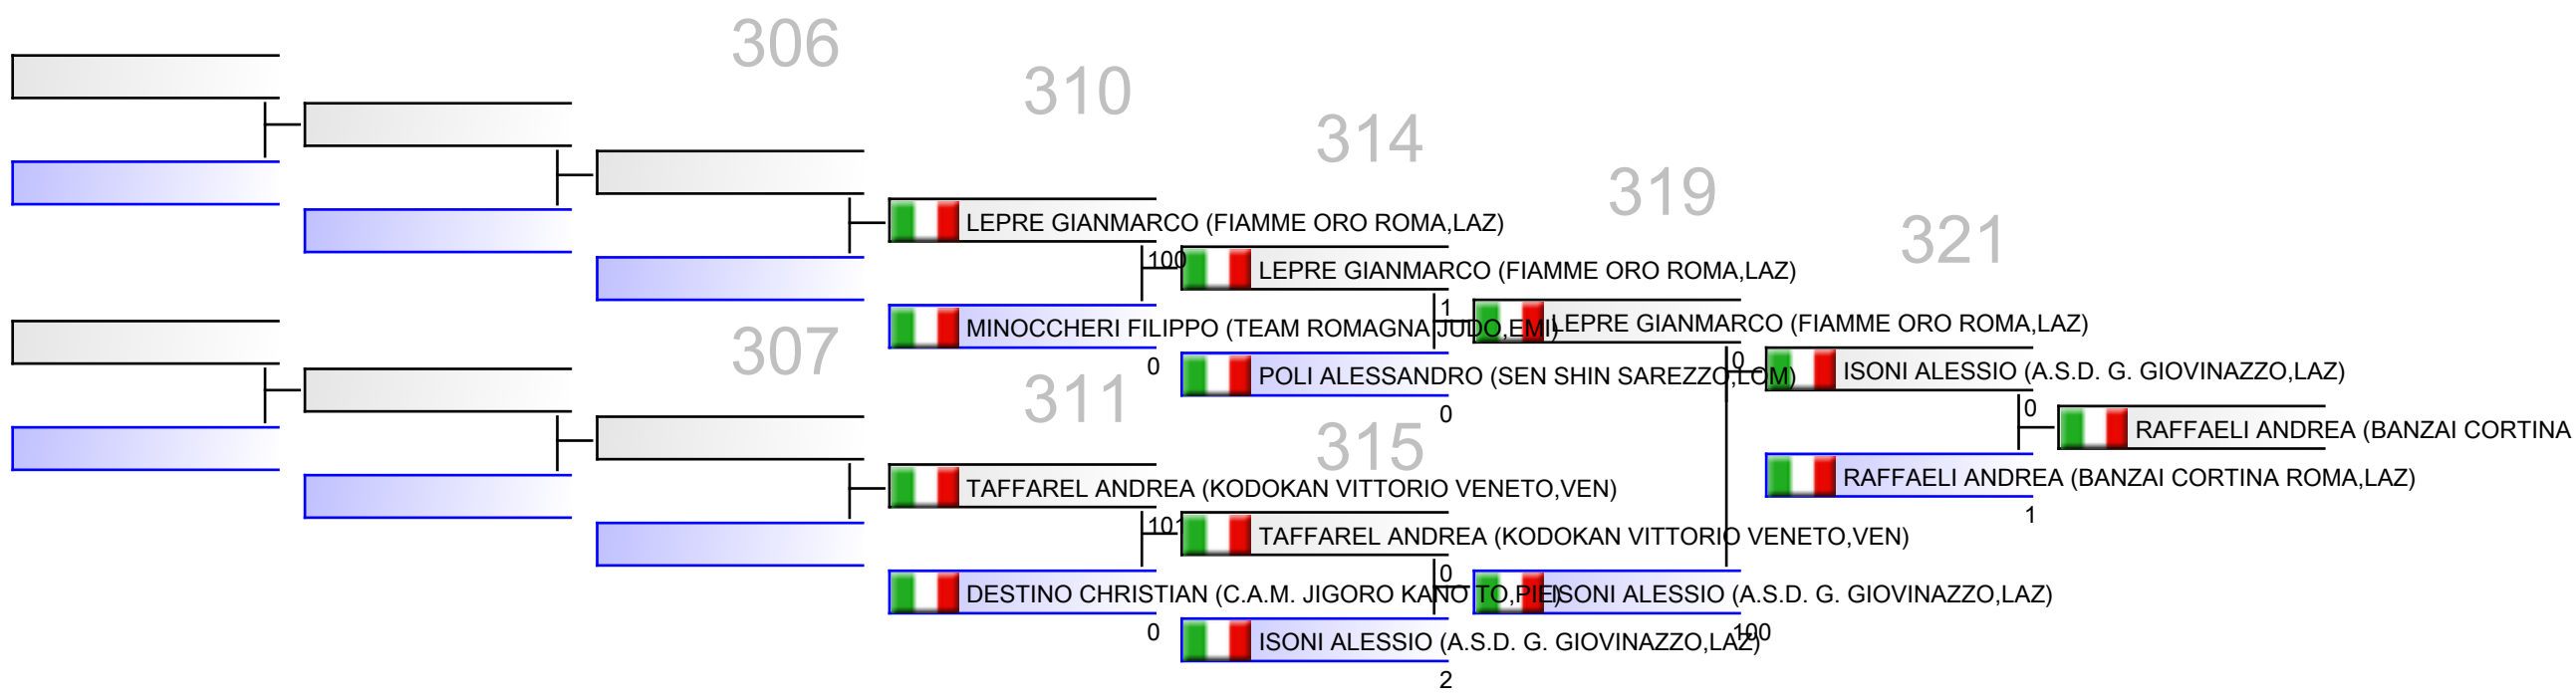 306
310
314
319
321
LEPRE GIANMARCO (FIAMME ORO ROMA,LAZ)
100
LEPRE GIANMARCO (FIAMME ORO ROMA,LAZ)
1
LEPRE GIANMARCO (FIAMME ORO ROMA,LAZ)
MINOCCHERI FILIPPO (TEAM ROMAGNA JUDO,EMI)
0
307
0
ISONI ALESSIO (A.S.D. G. GIOVINAZZO,LAZ)
POLI ALESSANDRO (SEN SHIN SAREZZO,LOM)
0
311
0
RAFFAELI ANDREA (BANZAI CORTINA
315
RAFFAELI ANDREA (BANZAI CORTINA ROMA,LAZ)
1
TAFFAREL ANDREA (KODOKAN VITTORIO VENETO,VEN)
TAFFAREL ANDREA (KODOKAN VITTORIO VENETO,VEN)
0
DESTINO CHRISTIAN (C.A.M. JIGORO KANO TO,PIE)
0
ISONI ALESSIO (A.S.D. G. GIOVINAZZO,LAZ)
100
ISONI ALESSIO (A.S.D. G. GIOVINAZZO,LAZ)
2